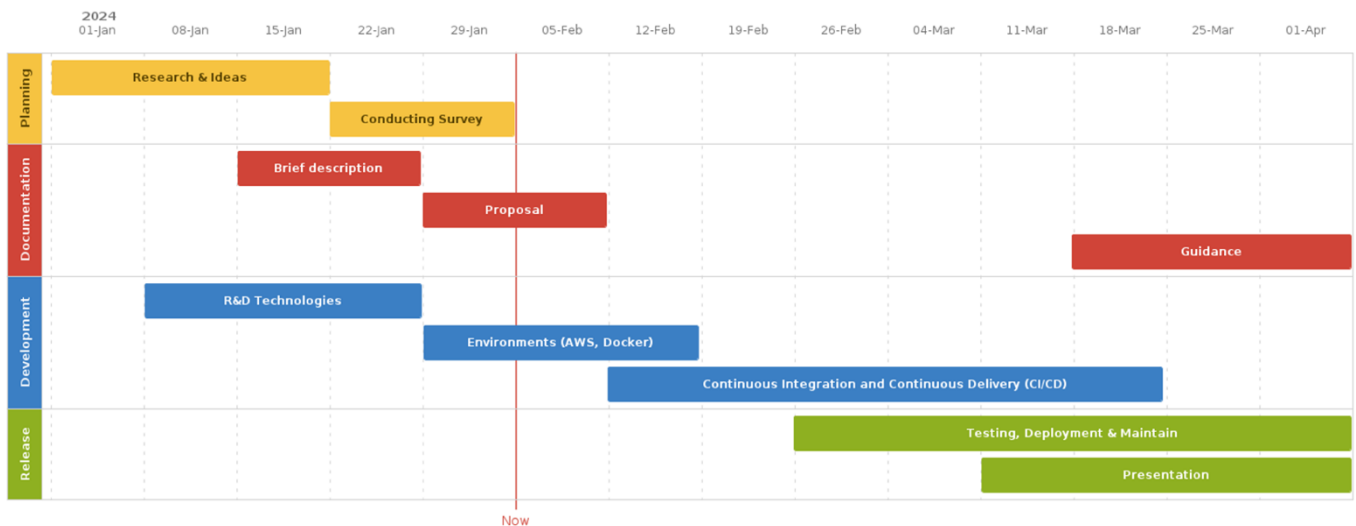 2024
01-Jan 08-Jan 15-Jan 22-Jan 29-Jan 05-Feb 12-Feb 19-Feb 26-Feb 04-Mar 11-Mar 18-Mar 25-Mar 01-Apr
Planning
Research & Ideas
Conducting Survey
Documentation
Brief description
Proposal
Guidance
Development
R&D Technologies
Environments (AWS, Docker)
Continuous Integration and Continuous Delivery (CI/CD)
Release
Testing, Deployment & Maintain
Presentation
Now